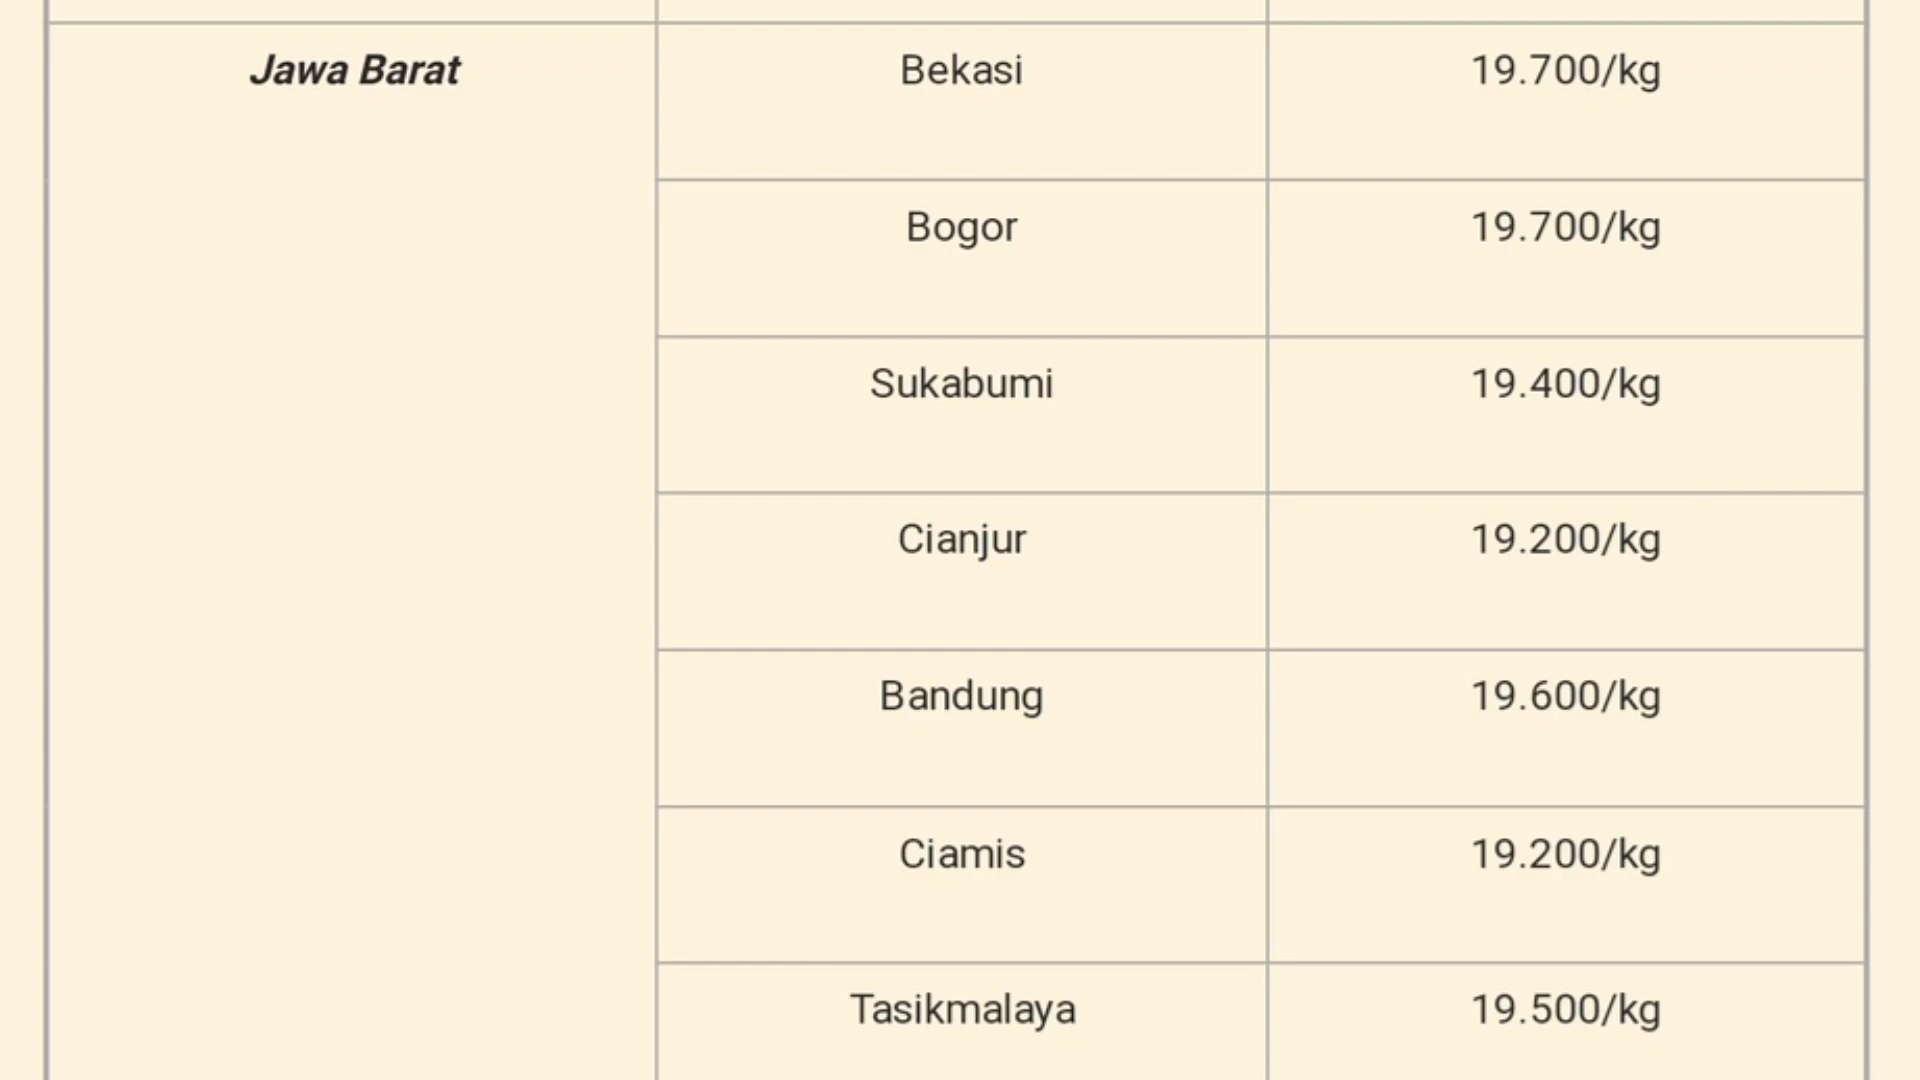 Jawa Barat Bekasi 19.700/kg
Bogor 19.700/kg
Sukabumi 19.400/kg
Cianjur 19.200/kg
Bandung 19.600/kg
Ciamis 19.200/kg
Tasikmalaya 19.500/kg